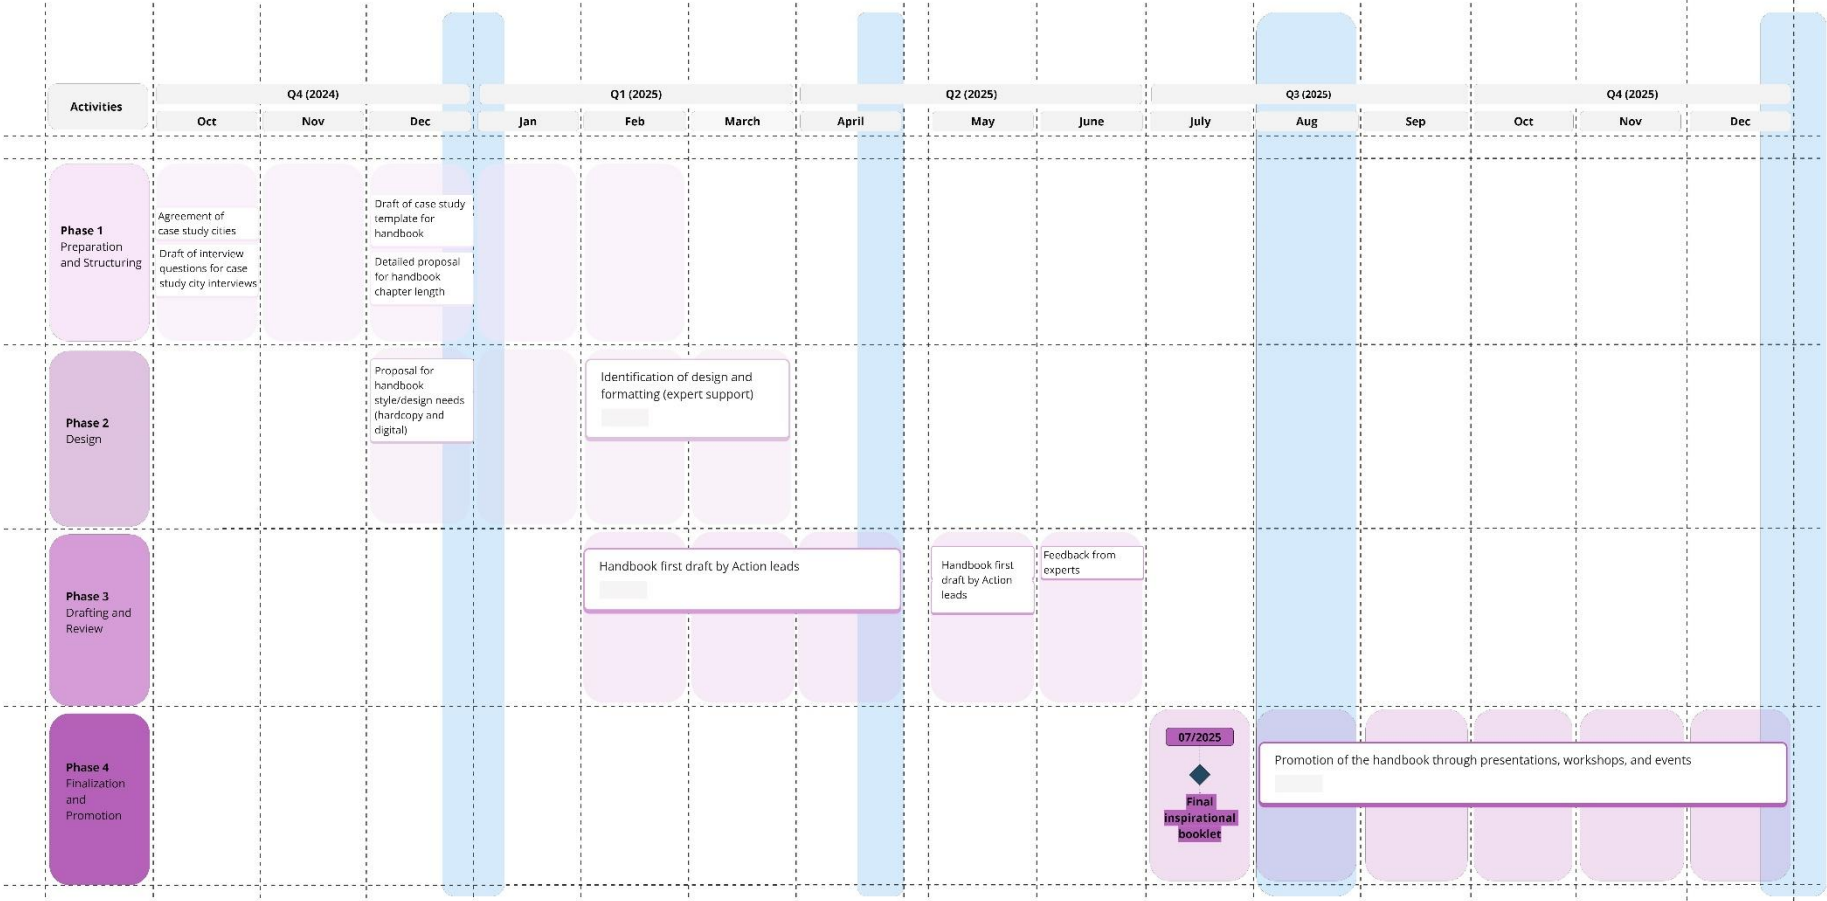 Activities
Q4 (2024)
Q1 (2025)
Q2 (2025)
Q3 (2025)
Q4 (2025)
Oct
Nov
Dec
Jan
Feb
March
April
May
June
July
Aug
Sep
Oct
Nov
Dec
Phase 1
Preparation
and Structuring
Agreement of
case study cities
Draft of interview
questions for case
study city interviews
Draft of case study
template for
handbook
Detailed proposal
for handbook
chapter length
Phase 2
Design
Proposal for
handbook
style/design needs
(hardcopy and
digital)
Identification of design and
formatting (expert support)
Phase 3
Drafting and
Review
Handbook first draft by Action leads
Handbook first
draft by Action
leads
Feedback from
experts
Phase 4
Finalization
and
Promotion
07/2025
Final
inspirational
booklet
Promotion of the handbook through presentations, workshops, and events